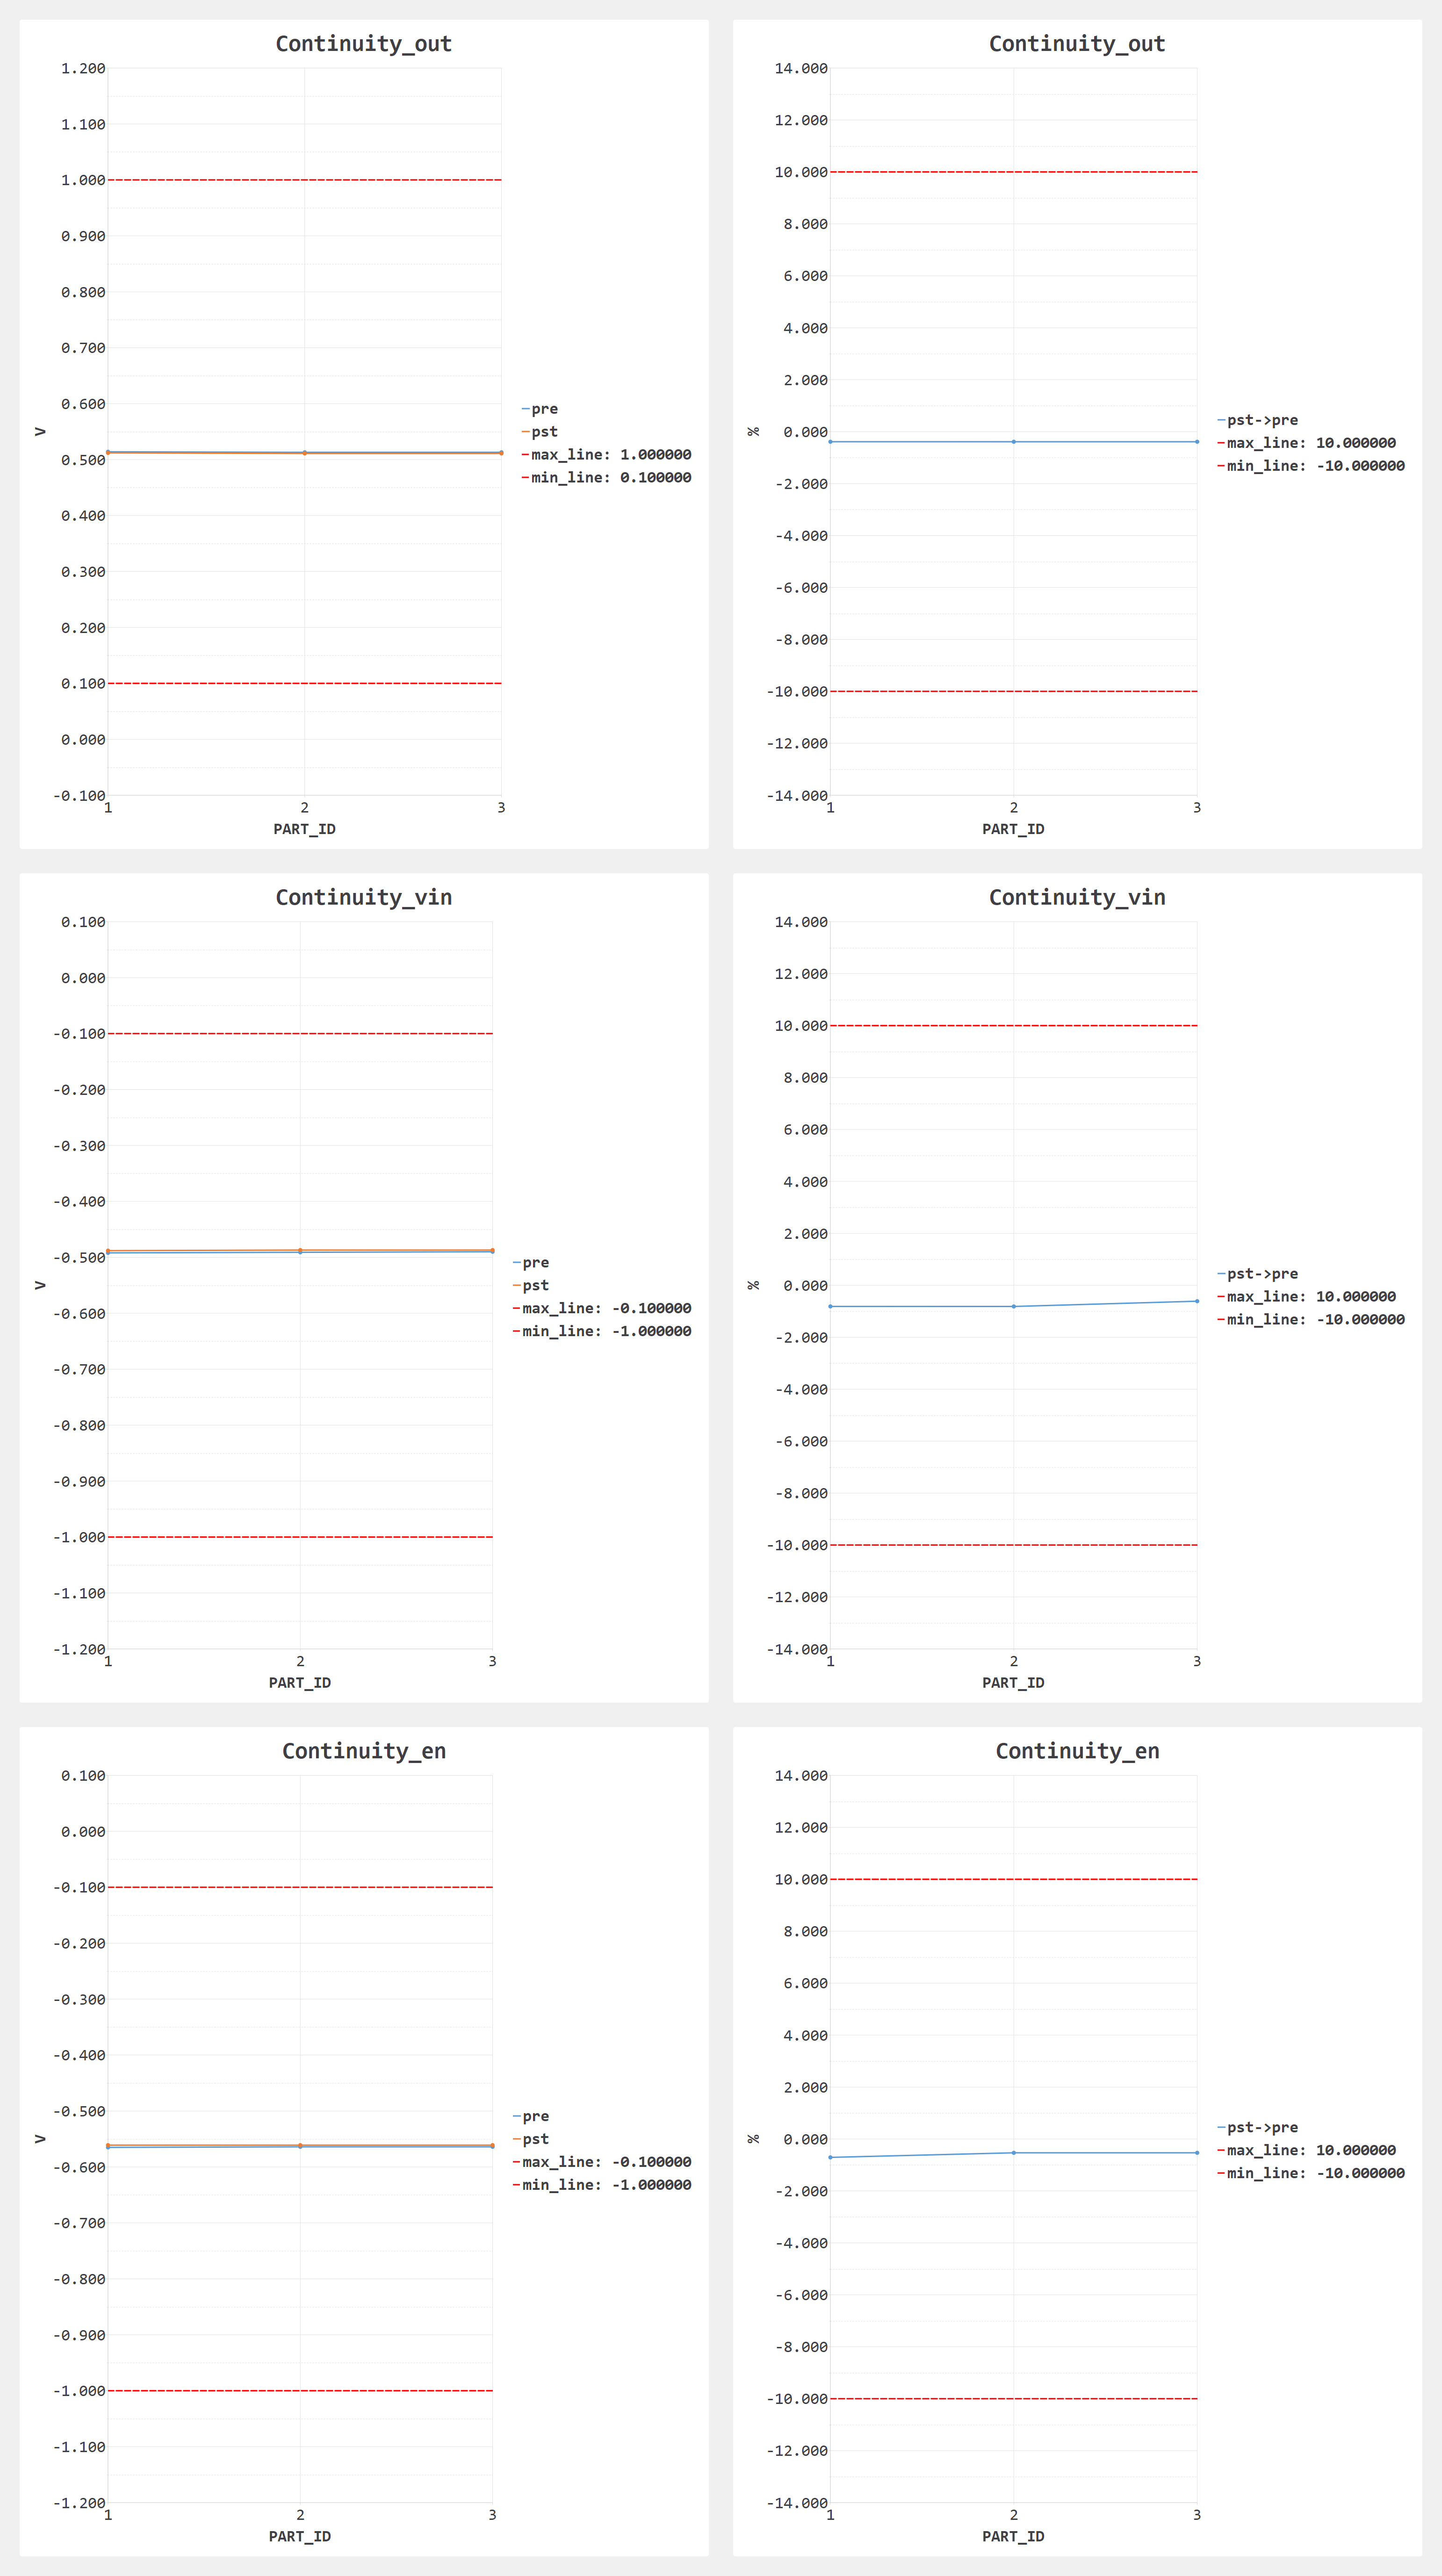 Continuity_out
1.200
1.100
1.000
0.900
0.800
0.700
0.600
0.500
0.400
0.300
0.200
0.100
0.000
-0.100
V
1 2 3
PART_ID
pre
pst
max_line: 1.000000
min_line: 0.100000
Continuity_out
14.000
12.000
10.000
8.000
6.000
4.000
2.000
0.000
-2.000
-4.000
-6.000
-8.000
-10.000
-12.000
-14.000
%
1 2 3
PART_ID
pst->pre
max_line: 10.000000
min_line: -10.000000
Continuity_vin
0.100
0.000
-0.100
-0.200
-0.300
-0.400
-0.500
-0.600
-0.700
-0.800
-0.900
-1.000
-1.100
-1.200
V
1 2 3
PART_ID
pre
pst
max_line: -0.100000
min_line: -1.000000
Continuity_vin
14.000
12.000
10.000
8.000
6.000
4.000
2.000
0.000
-2.000
-4.000
-6.000
-8.000
-10.000
-12.000
-14.000
%
1 2 3
PART_ID
pst->pre
max_line: 10.000000
min_line: -10.000000
Continuity_en
0.100
0.000
-0.100
-0.200
-0.300
-0.400
-0.500
-0.600
-0.700
-0.800
-0.900
-1.000
-1.100
-1.200
V
1 2 3
PART_ID
pre
pst
max_line: -0.100000
min_line: -1.000000
Continuity_en
14.000
12.000
10.000
8.000
6.000
4.000
2.000
0.000
-2.000
-4.000
-6.000
-8.000
-10.000
-12.000
-14.000
%
1 2 3
PART_ID
pst->pre
max_line: 10.000000
min_line: -10.000000